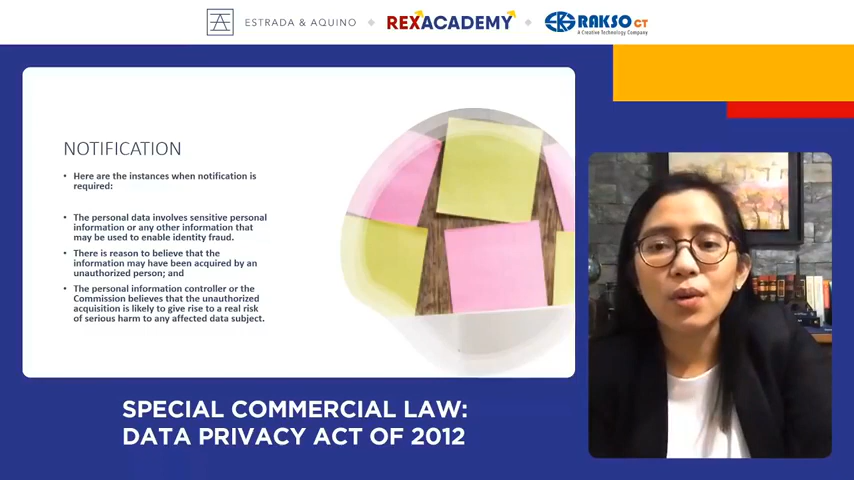 ESTRADA & AQUINO
REXACADEMY
RAKSO CT
A Creative Technology Company
NOTIFICATION
• Here are the instances when notification is
required:
• The personal data involves sensitive personal
information or any other information that
may be used to enable identity fraud.
• There is reason to believe that the
information may have been acquired by an
unauthorized person; and
• The personal information controller or the
Commission believes that the unauthorized
acquisition is likely to give rise to a real risk
of serious harm to any affected data subject.
SPECIAL COMMERCIAL LAW:
DATA PRIVACY ACT OF 2012